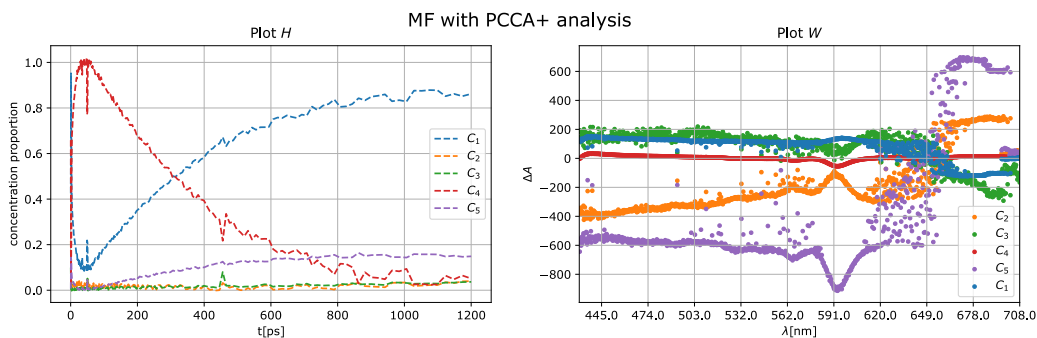 MF with PCCA+ analysis
Plot H
concentration proportion
1.0
0.8
0.6
0.4
0.2
0.0
0 200 400 600 800 1000 1200
t[ps]
C1
C2
C3
C4
C5
Plot W
ΔA
600
400
200
0
−200
−400
−600
−800
445.0 474.0 503.0 532.0 562.0 591.0 620.0 649.0 678.0 708.0
λ[nm]
C2
C3
C4
C5
C1